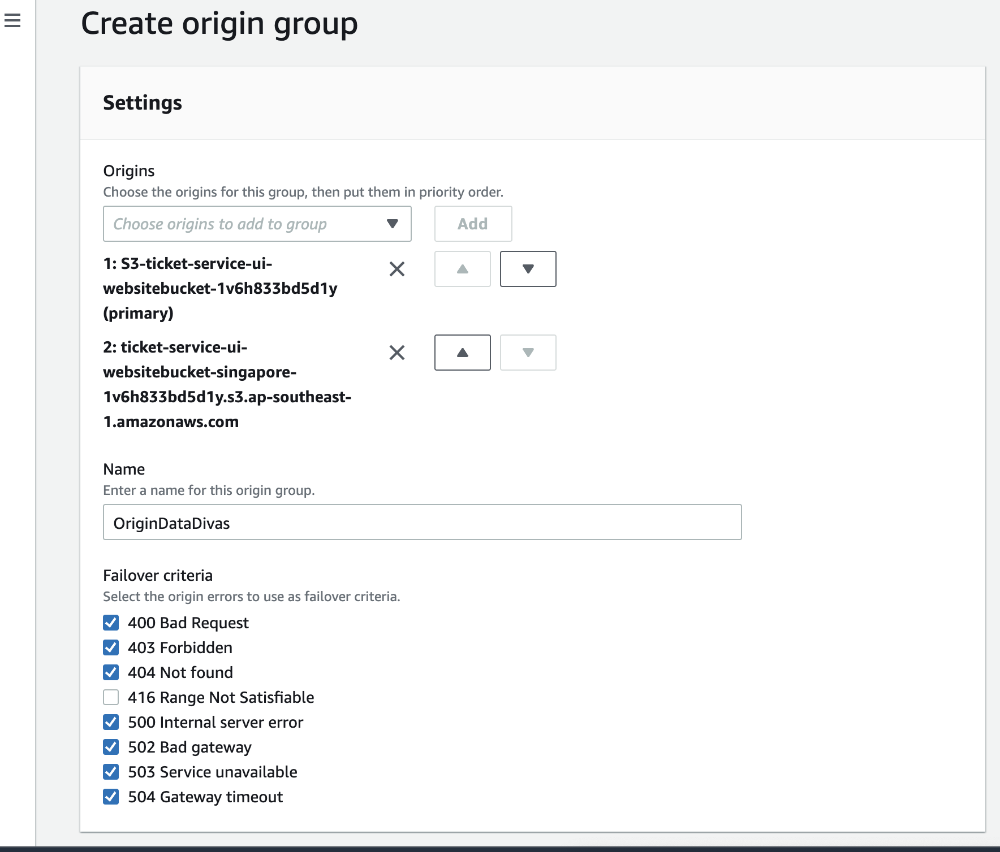 Create origin group
Settings
Origins
Choose the origins for this group, then put them in priority order.
Choose origins to add to group
Add
1: S3-ticket-service-ui-
websitebucket-1v6h833bd5d1y
(primary)
2: ticket-service-ui-
websitebucket-singapore-
1v6h833bd5d1y.s3.ap-southeast-
1.amazonaws.com
Name
Enter a name for this origin group.
OriginDataDivas
Failover criteria
Select the origin errors to use as failover criteria.
400 Bad Request
403 Forbidden
404 Not found
416 Range Not Satisfiable
500 Internal server error
502 Bad gateway
503 Service unavailable
504 Gateway timeout